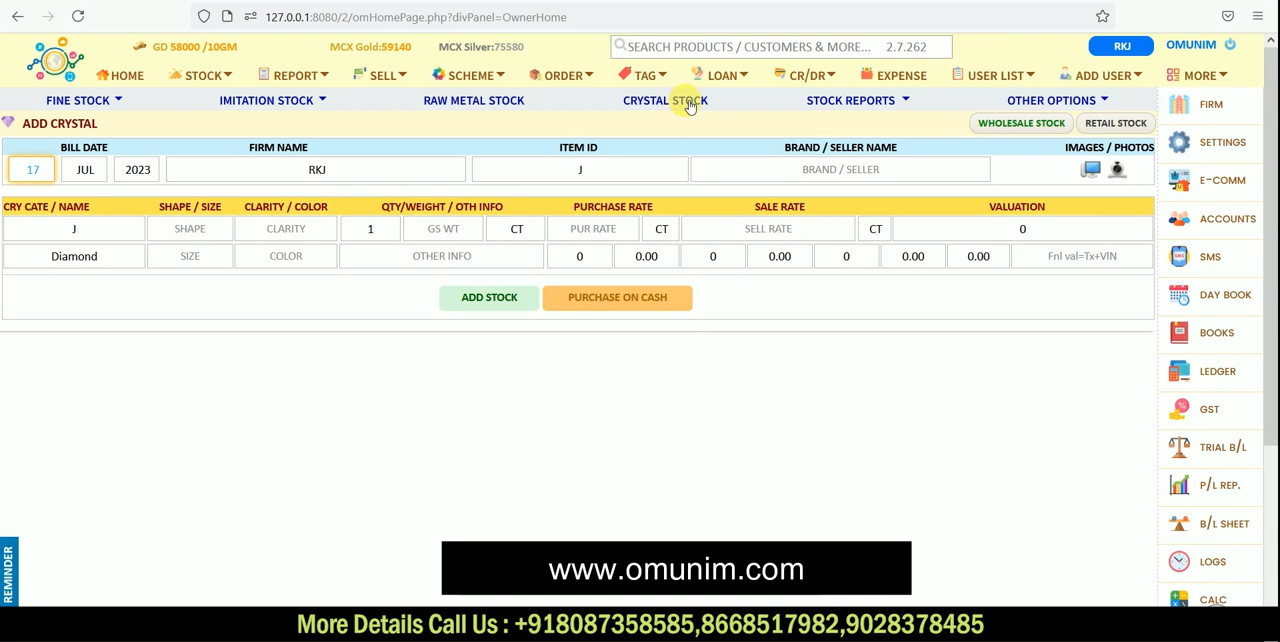 127.0.0.1:8080/2/omHomePage.php?divPanel=OwnerHome
GD 58000 /10GM MCX Gold:59140 MCX Silver:75580 SEARCH PRODUCTS / CUSTOMERS & MORE... 2.7.262 RKJ OMUNIM
HOME STOCK REPORT SELL SCHEME ORDER TAG LOAN CR/DR EXPENSE USER LIST ADD USER MORE
FINE STOCK IMITATION STOCK RAW METAL STOCK CRYSTAL STOCK STOCK REPORTS OTHER OPTIONS
ADD CRYSTAL WHOLESALE STOCK RETAIL STOCK
BILL DATE FIRM NAME ITEM ID BRAND / SELLER NAME IMAGES / PHOTOS
17 JUL 2023 RKJ J BRAND / SELLER
CRY CATE / NAME SHAPE / SIZE CLARITY / COLOR QTY/WEIGHT / OTH INFO PURCHASE RATE SALE RATE VALUATION
J SHAPE CLARITY 1 GS WT CT PUR RATE CT SELL RATE CT 0
Diamond SIZE COLOR OTHER INFO 0 0.00 0 0.00 0 0.00 0.00 Fnl val=Tx+VlN
ADD STOCK PURCHASE ON CASH
FIRM
SETTINGS
E-COMM
ACCOUNTS
SMS
DAY BOOK
BOOKS
LEDGER
GST
TRIAL B/L
P/L REP.
B/L SHEET
LOGS
CALC
REMINDER
www.omunim.com
More Details Call Us : +918087358585,8668517982,9028378485